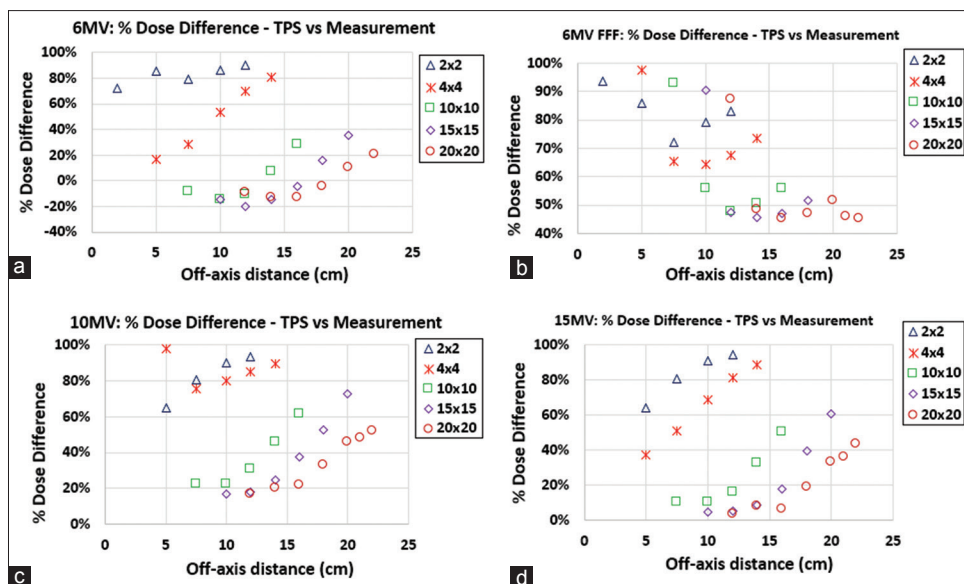 6MV: % Dose Difference - TPS vs Measurement
% Dose Difference
100%
80%
60%
40%
20%
0%
-20%
-40%
0 5 10 15 20 25
Off-axis distance (cm)
2x2
4x4
10x10
15x15
20x20
a
6MV FFF: % Dose Difference - TPS vs Measurement
% Dose Difference
100%
90%
80%
70%
60%
50%
40%
0 5 10 15 20 25
Off-axis distance (cm)
2x2
4x4
10x10
15x15
20x20
b
10MV: % Dose Difference - TPS vs Measurement
% Dose Difference
100%
80%
60%
40%
20%
0%
0 5 10 15 20 25
Off-axis distance (cm)
2x2
4x4
10x10
15x15
20x20
c
15MV: % Dose Difference - TPS vs Measurement
% Dose Difference
100%
80%
60%
40%
20%
0%
0 5 10 15 20 25
Off-axis distance (cm)
2x2
4x4
10x10
15x15
20x20
d